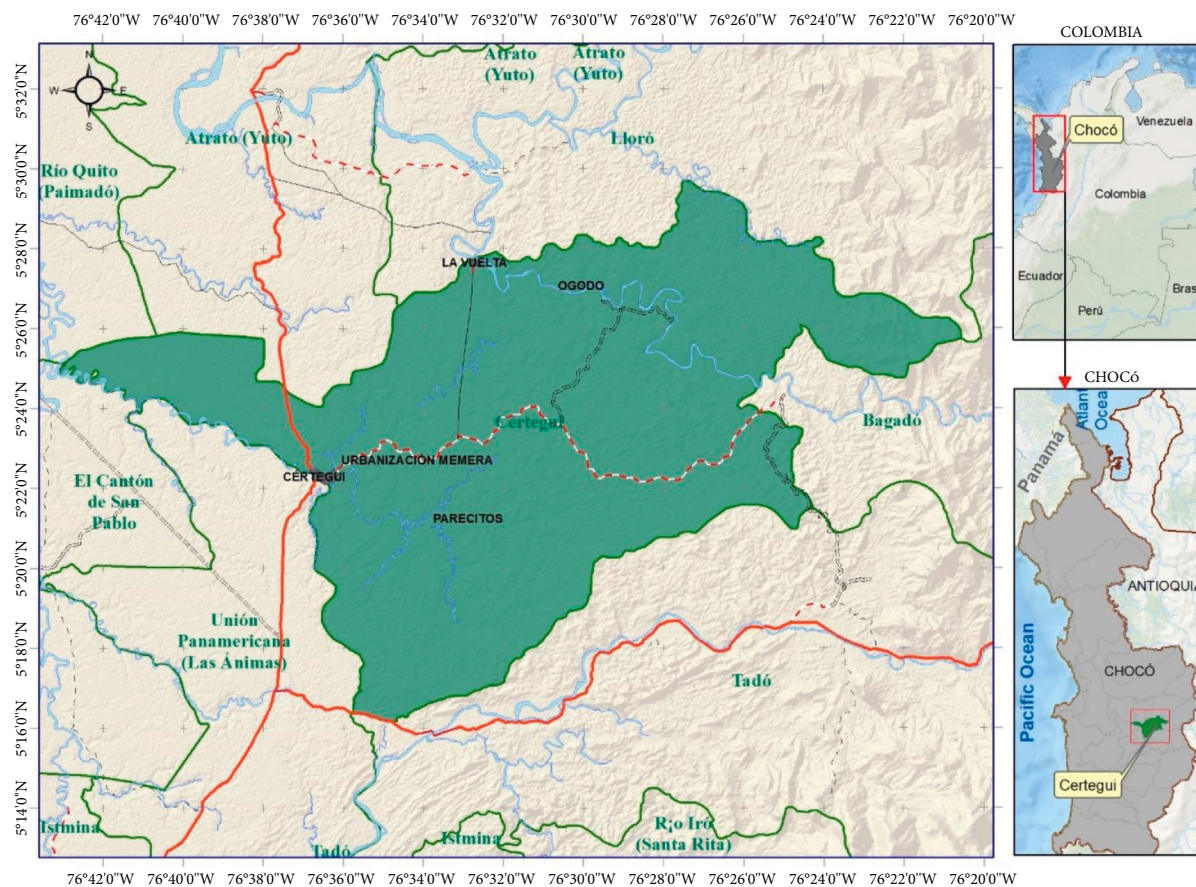 76°42'0"W 76°40'0"W 76°38'0"W 76°36'0"W 76°34'0"W 76°32'0"W 76°30'0"W 76°28'0"W 76°26'0"W 76°24'0"W 76°22'0"W 76°20'0"W
5°32'0"N
5°30'0"N
5°28'0"N
5°26'0"N
5°24'0"N
5°22'0"N
5°20'0"N
5°18'0"N
5°16'0"N
5°14'0"N
N
W E
S
Atrato
(Yuto)
Atrato
(Yuto)
Atrato (Yuto)
Lloró
Río Quito
(Paimadó)
LA VUELTA
OGODO
Certegui
Bagadó
URBANIZACIÓN MEMERA
CÉRTEGUI
El Cantón
de San
Pablo
PARECITOS
Unión
Panamericana
(Las Ánimas)
Tadó
Istmina
Tadó
Istmina
Río Iró
(Santa Rita)
76°42'0"W 76°40'0"W 76°38'0"W 76°36'0"W 76°34'0"W 76°32'0"W 76°30'0"W 76°28'0"W 76°26'0"W 76°24'0"W 76°22'0"W 76°20'0"W
COLOMBIA
Venezuela
Chocó
Colombia
Ecuador
Perú
Bras
CHOCó
Atlant
Ocea
Panamá
ANTIOQUIA
Pacific Ocean
CHOCÓ
Certegui